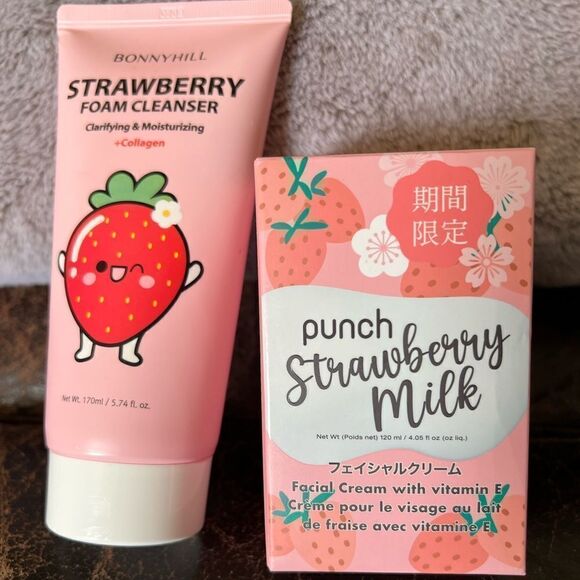 BONNYHILL
STRAWBERRY
FOAM CLEANSER
Clarifying & Moisturizing
+Collagen
Net Wt. 170ml / 5.74 fl. oz.
期間
限定
punch
Strawberry
Milk
Net Wt (Poids net) 120 ml / 4.05 fl oz (oz liq.)
フェイシャルクリーム
Facial Cream with vitamin E
Crème pour le visage au lait
de fraise avec vitamine E